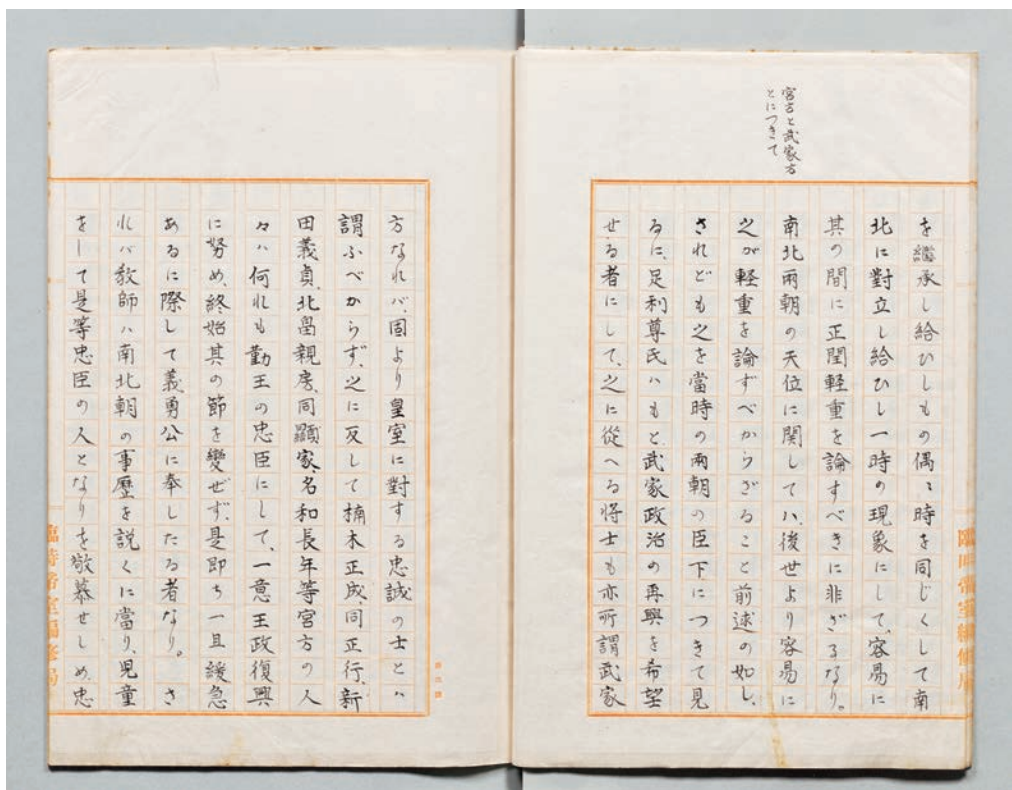 宮方と武家方
とにつきて
を繼承し給ひしもの偶〻時を同じくして南
北に對立し給ひし一時の現象にして、容易に
其の間に正閏軽重を論すべきに非ざるなり。
南北兩朝の天位に関してハ、後世より容易に
之が軽重を論ずべからざること前述の如し、
されども之を當時の兩朝の臣下につきて見
るに、足利尊氏ハもと武家政治の再興を希望
せる者にして、之に從へる将士も亦所謂武家
方なれバ、固より皇室に對する忠誠の士とハ
謂ふべからず、之に反して楠木正成、同正行、新
田義貞、北畠親房、同顯家、名和長年等宮方の人
々ハ何れも勤王の忠臣にして、一意王政復興
に努め、終始其の節を變ぜず、是即ち一旦緩急
あるに際して義勇公に奉したる者なり。さ
れバ教師ハ南北朝の事歴を説くに當り、児童
をして是等忠臣の人となりを敬慕せしめ、忠
臨時帝室編修局
臨時帝室編修局